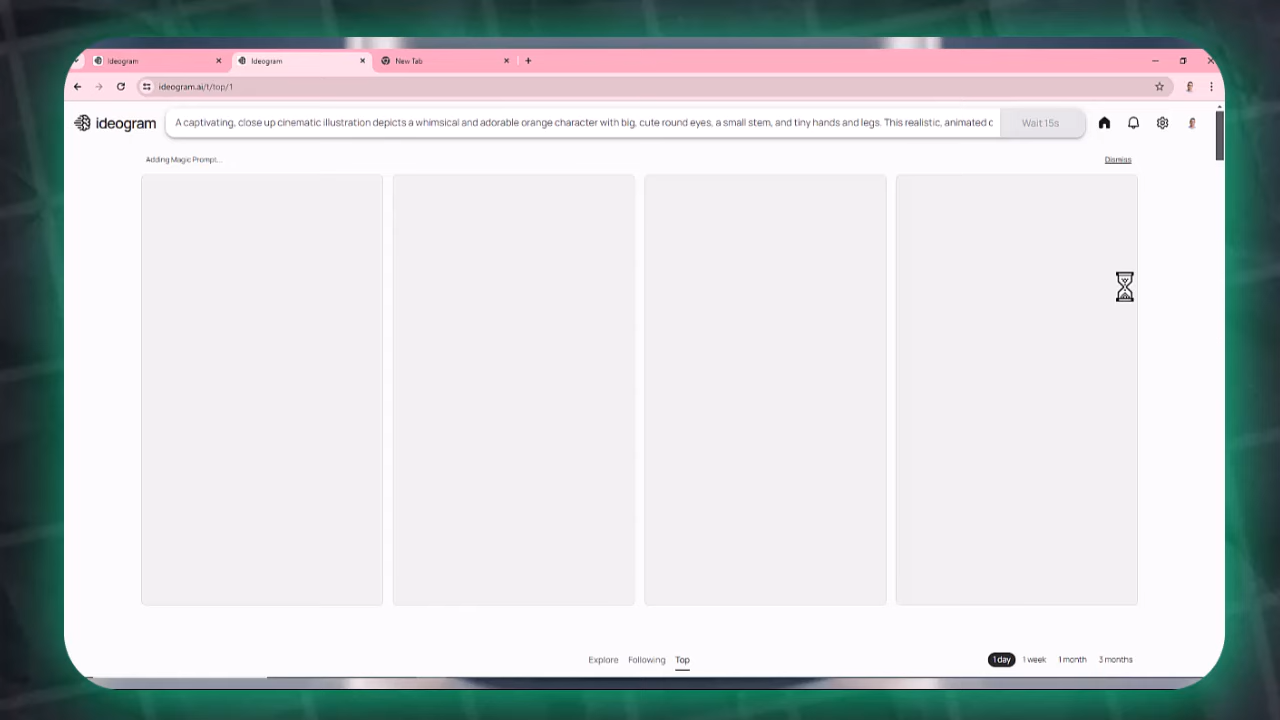 Ideogram
Ideogram
New Tab
ideogram.ai/t/top/1
ideogram
A captivating, close up cinematic illustration depicts a whimsical and adorable orange character with big, cute round eyes, a small stem, and tiny hands and legs. This realistic, animated c
Wait 15s
Adding Magic Prompt...
Dismiss
Explore Following Top
1 day 1 week 1 month 3 months